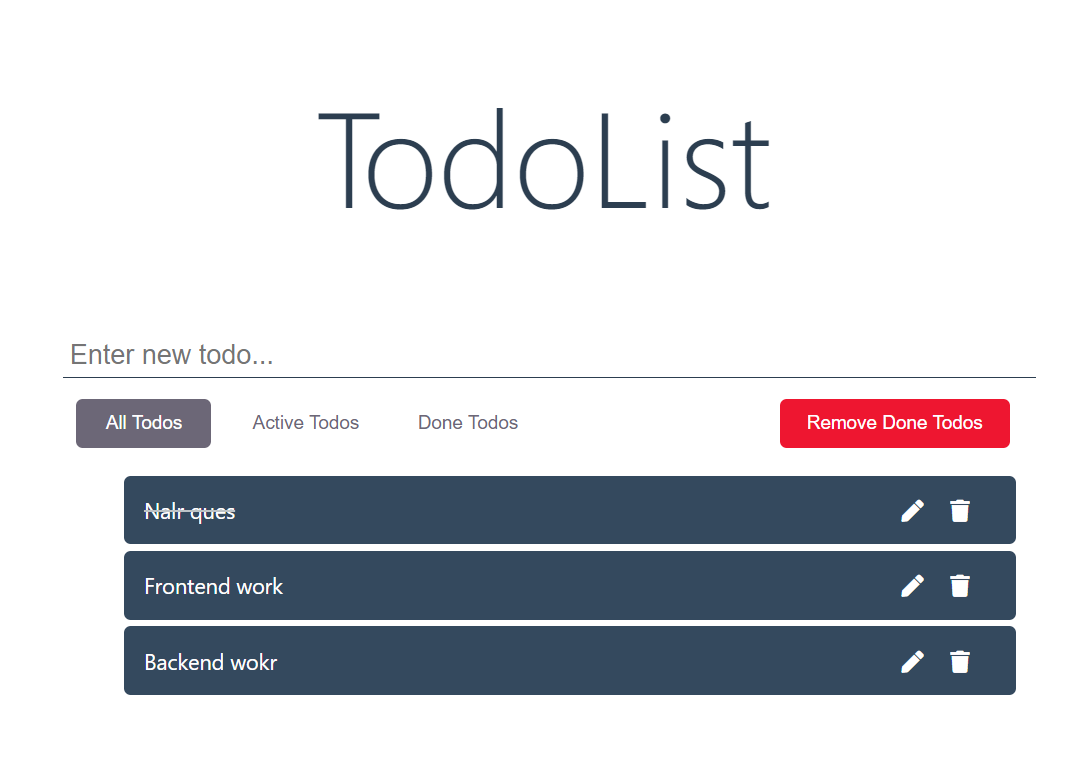 TodoList
Enter new todo...
All Todos Active Todos Done Todos Remove Done Todos
Nalr ques
Frontend work
Backend wokr